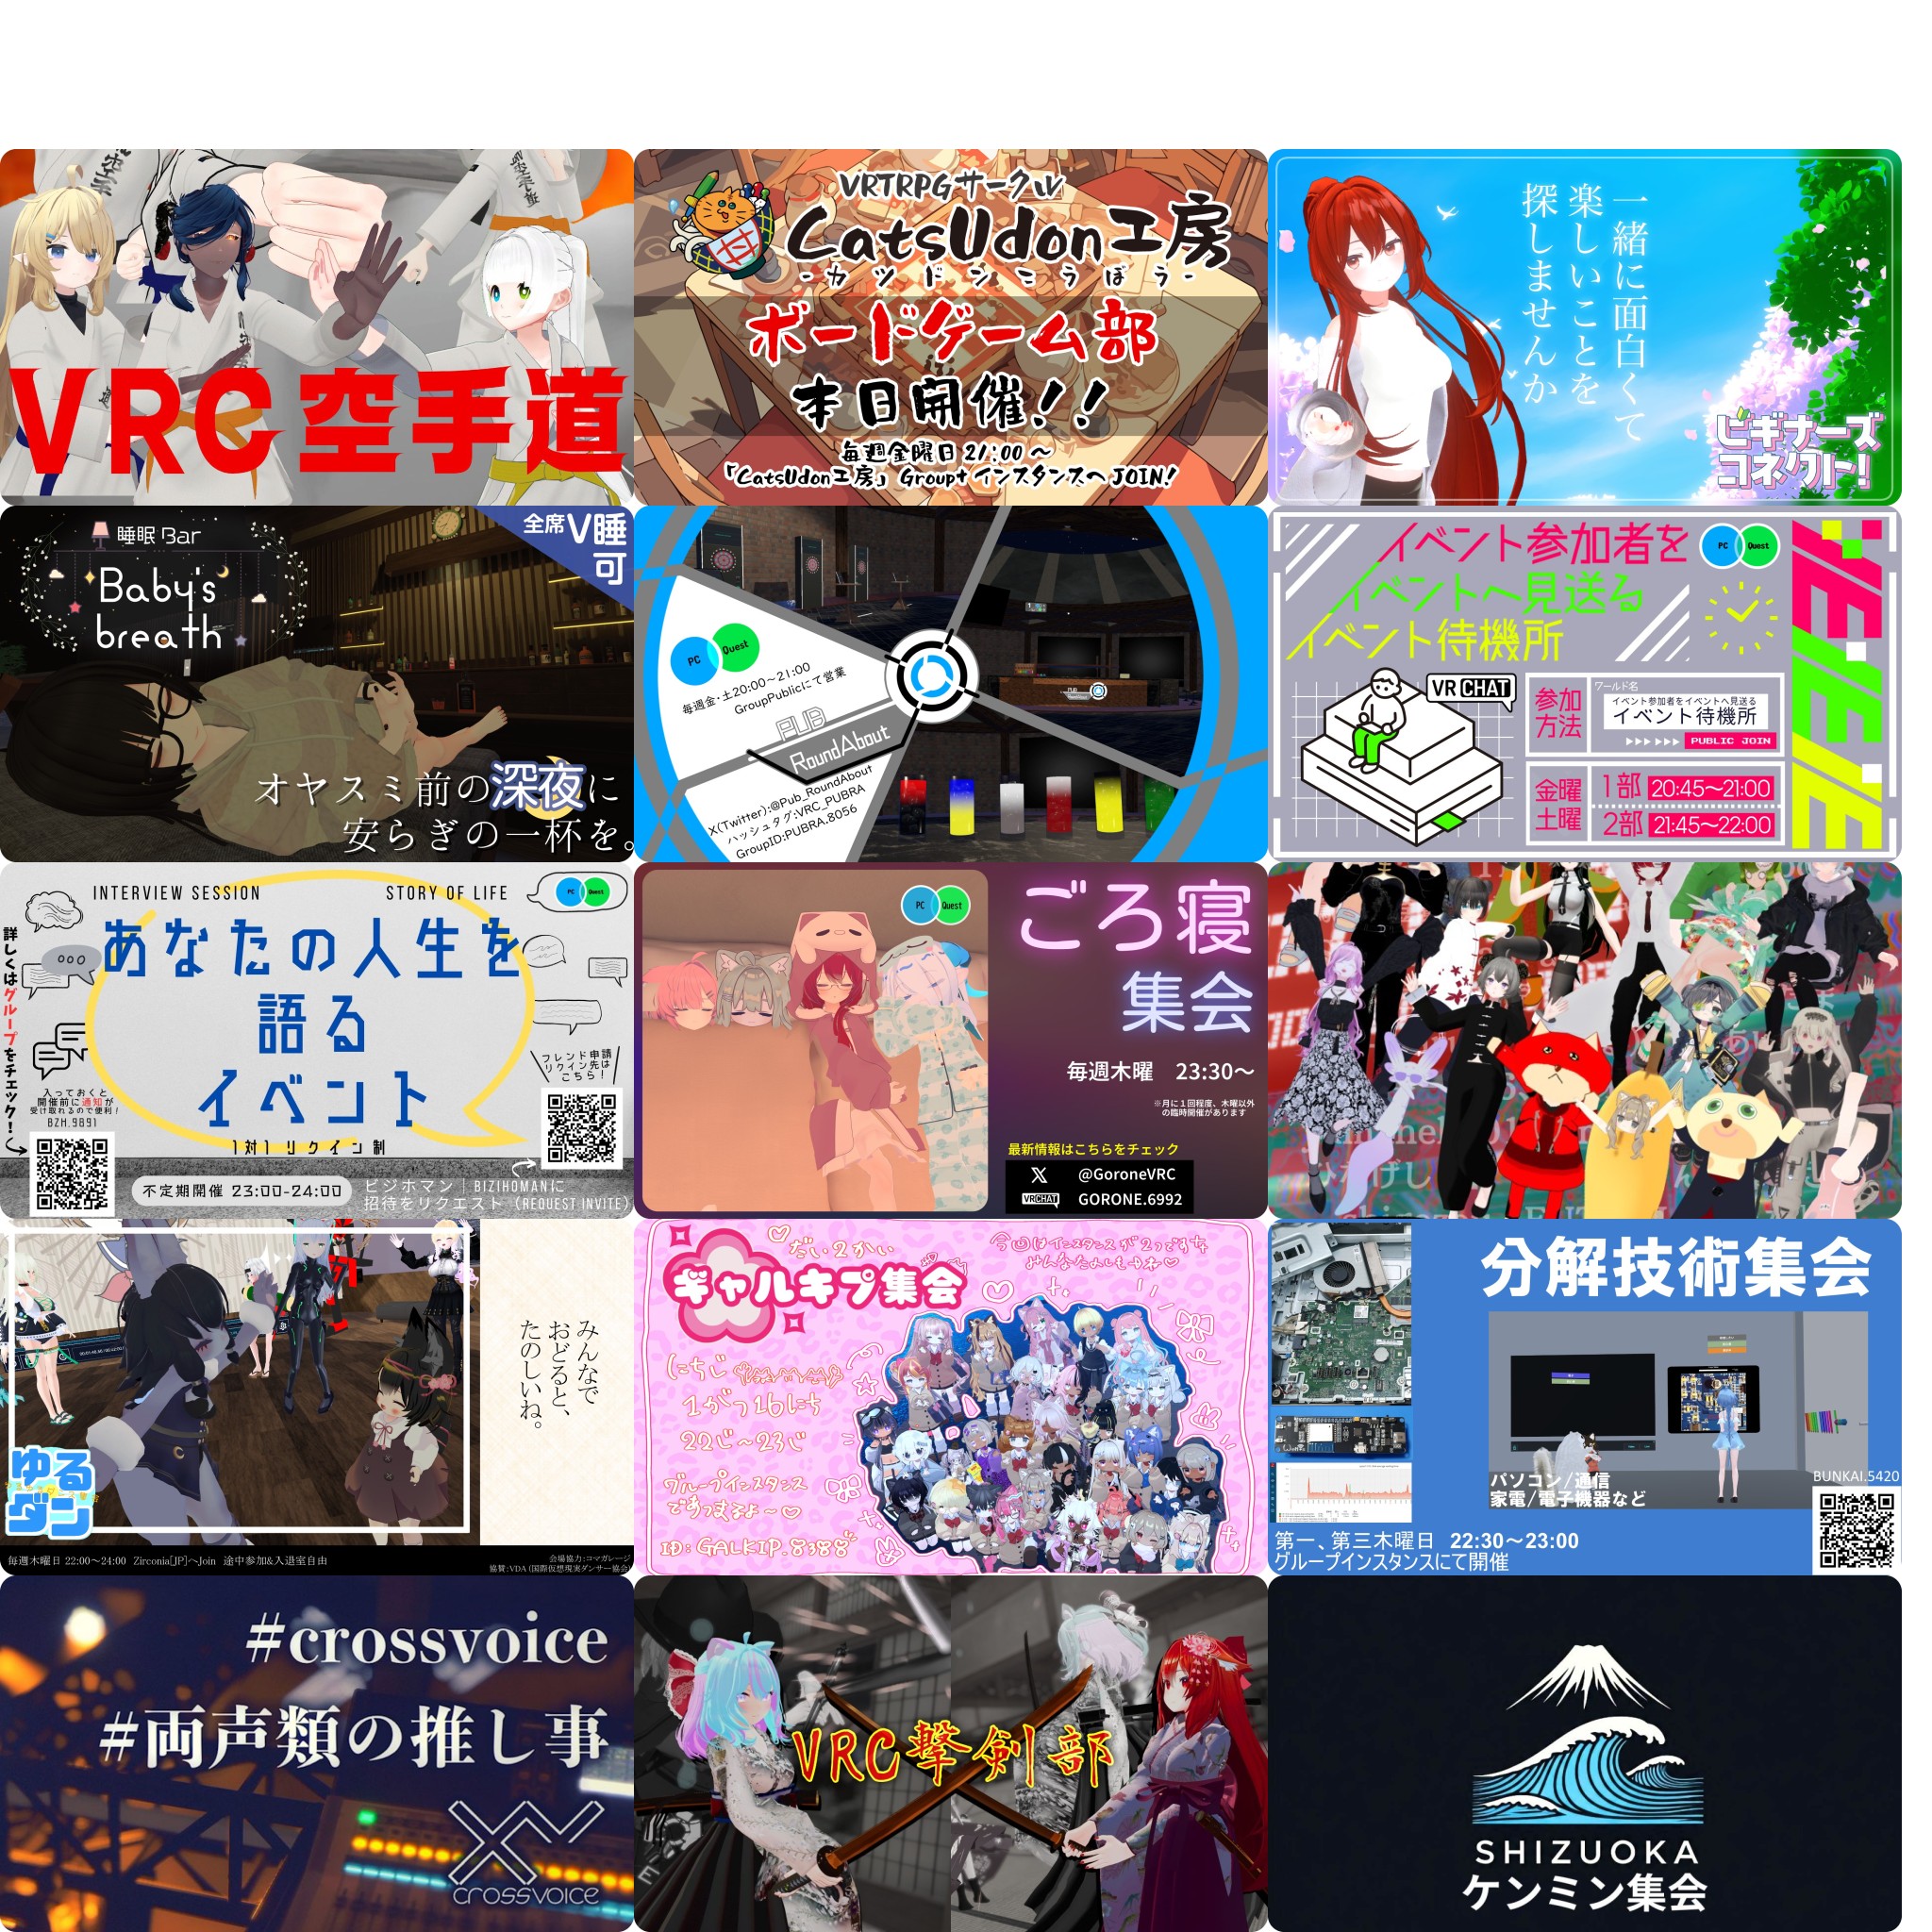 VRC空手道
VRTRPGサークル
CatsUdon工房
-カツドンこうぼう-
ボードゲーム部
本日開催!!
毎週金曜日 21:00 ～
「CatsUdon工房」Group+インスタンスへJOIN!
一緒に面白くて
楽しいことを
探しませんか
ビギナーズ
コネクト!
睡眠 Bar
Baby's
breath
全席V睡
可
オヤスミ前の深夜に
安らぎの一杯を。
PC
Quest
毎週金・土20:00～21:00
GroupPublicにて営業
PUB
RoundAbout
X(Twitter):@Pub_RoundAbout
ハッシュタグ:VRC_PUBRA
GroupID:PUBRA.8056
イベント参加者を
イベントへ見送る
イベント待機所
PC
Quest
VRCHAT
参加
方法
ワールド名
イベント参加者をイベントへ見送る
イベント待機所
PUBLIC JOIN
金曜
土曜
1部 20:45～21:00
2部 21:45～22:00
INTERVIEW SESSION
STORY OF LIFE
PC
Quest
あなたの人生を
語る
イベント
1対1 リクイン制
詳しくはグループをチェック!
入っておくと
開催前に通知が
受け取れるので便利!
BZH.9891
フレンド申請
リクイン先は
こちら!
不定期開催 23:00-24:00
ビジホマン｜BIZIHOMANに
招待をリクエスト (REQUEST INVITE)
PC
Quest
ごろ寝
集会
毎週木曜 23:30～
※月に1回程度、木曜以外
の臨時開催があります
最新情報はこちらをチェック
X @GoroneVRC
VRCHAT GORONE.6992
みんなで
おどると、
たのしいね。
ゆる
ダン
毎週木曜日 22:00～24:00 Zirconia[JP]へJoin 途中参加&入退室自由
会場協力:コマガレージ
協賛:VDA (国際仮想現実ダンサー協会)
だい2かい
ギャルキプ集会
今回はインスタンスが2つですな
みんなたのしもうね♡
にちじ
1がつ16にち
22じ～23じ
グループインスタンス
であつまるよ～♡
ID: GALKIP.8388
分解技術集会
パソコン/通信
家電/電子機器など
BUNKAI.5420
第一、第三木曜日 22:30～23:00
グループインスタンスにて開催
#crossvoice
#両声類の推し事
crossvoice
VRC撃剣部
SHIZUOKA
ケンミン集会